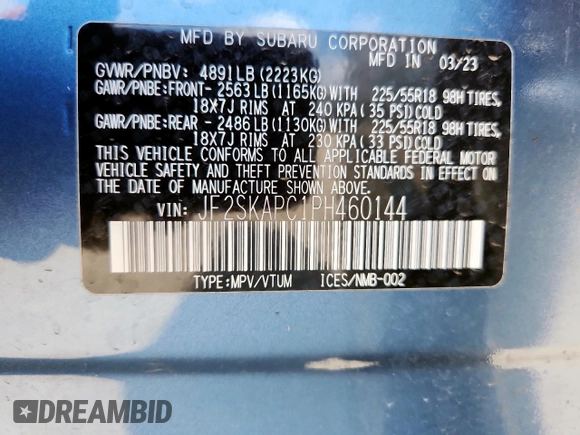 MFD BY SUBARU CORPORATION
MFD IN 03/23
GVWR/PNBV: 4891LB (2223KG)
GAWR/PNBE:FRONT- 2563LB (1165KG)WITH 225/55R18 98H TIRES,
18X7J RIMS AT 240 KPA (35 PSI)COLD
GAWR/PNBE:REAR - 2486LB (1130KG)WITH 225/55R18 98H TIRES,
18X7J RIMS AT 230 KPA (33 PSI)COLD
THIS VEHICLE CONFORMS TO ALL APPLICABLE FEDERAL MOTOR
VEHICLE SAFETY AND THEFT PREVENTION STANDARDS IN EFFECT
ON THE DATE OF MANUFACTURE SHOWN ABOVE.
VIN: JF2SKAPC1PH460144
TYPE:MPV/VTUM ICES/NMB-002
DREAMBID